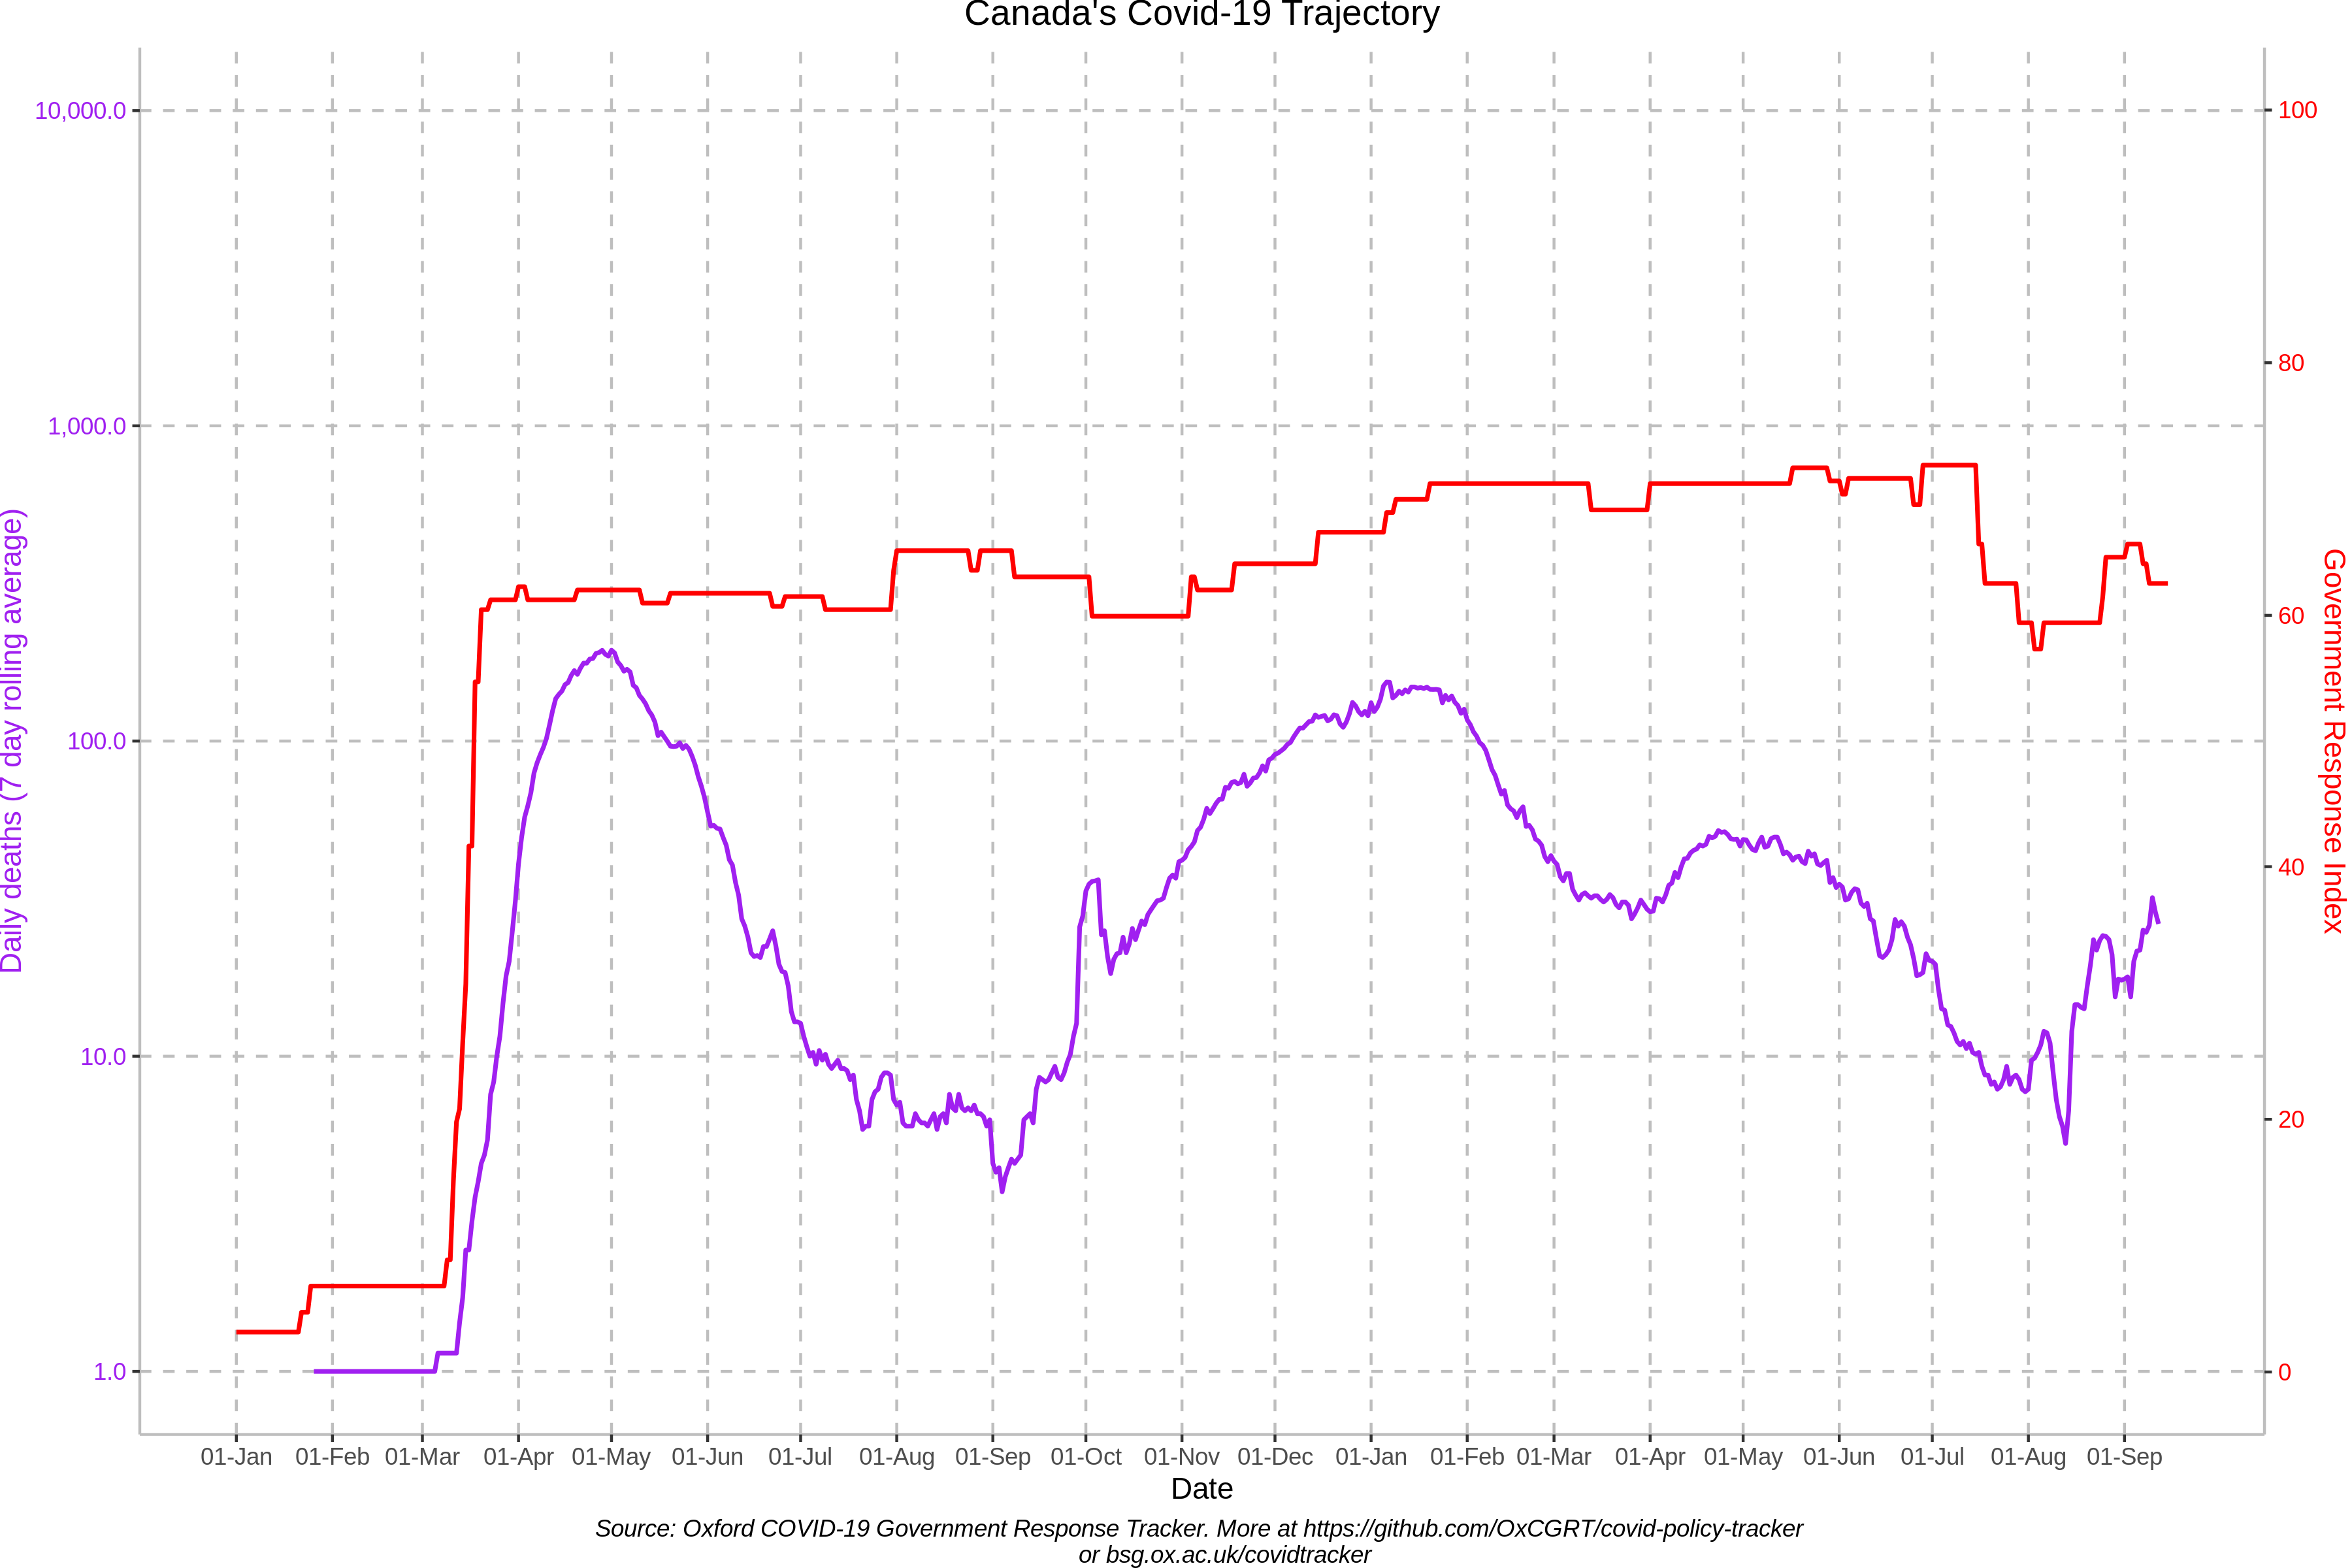 Canada's Covid-19 Trajectory
10,000.0
1,000.0
100.0
10.0
1.0
Daily deaths (7 day rolling average)
100
80
60
40
20
0
Government Response Index
01-Jan 01-Feb 01-Mar 01-Apr 01-May 01-Jun 01-Jul 01-Aug 01-Sep 01-Oct 01-Nov 01-Dec 01-Jan 01-Feb 01-Mar 01-Apr 01-May 01-Jun 01-Jul 01-Aug 01-Sep
Date
Source: Oxford COVID-19 Government Response Tracker. More at https://github.com/OxCGRT/covid-policy-tracker
or bsg.ox.ac.uk/covidtracker